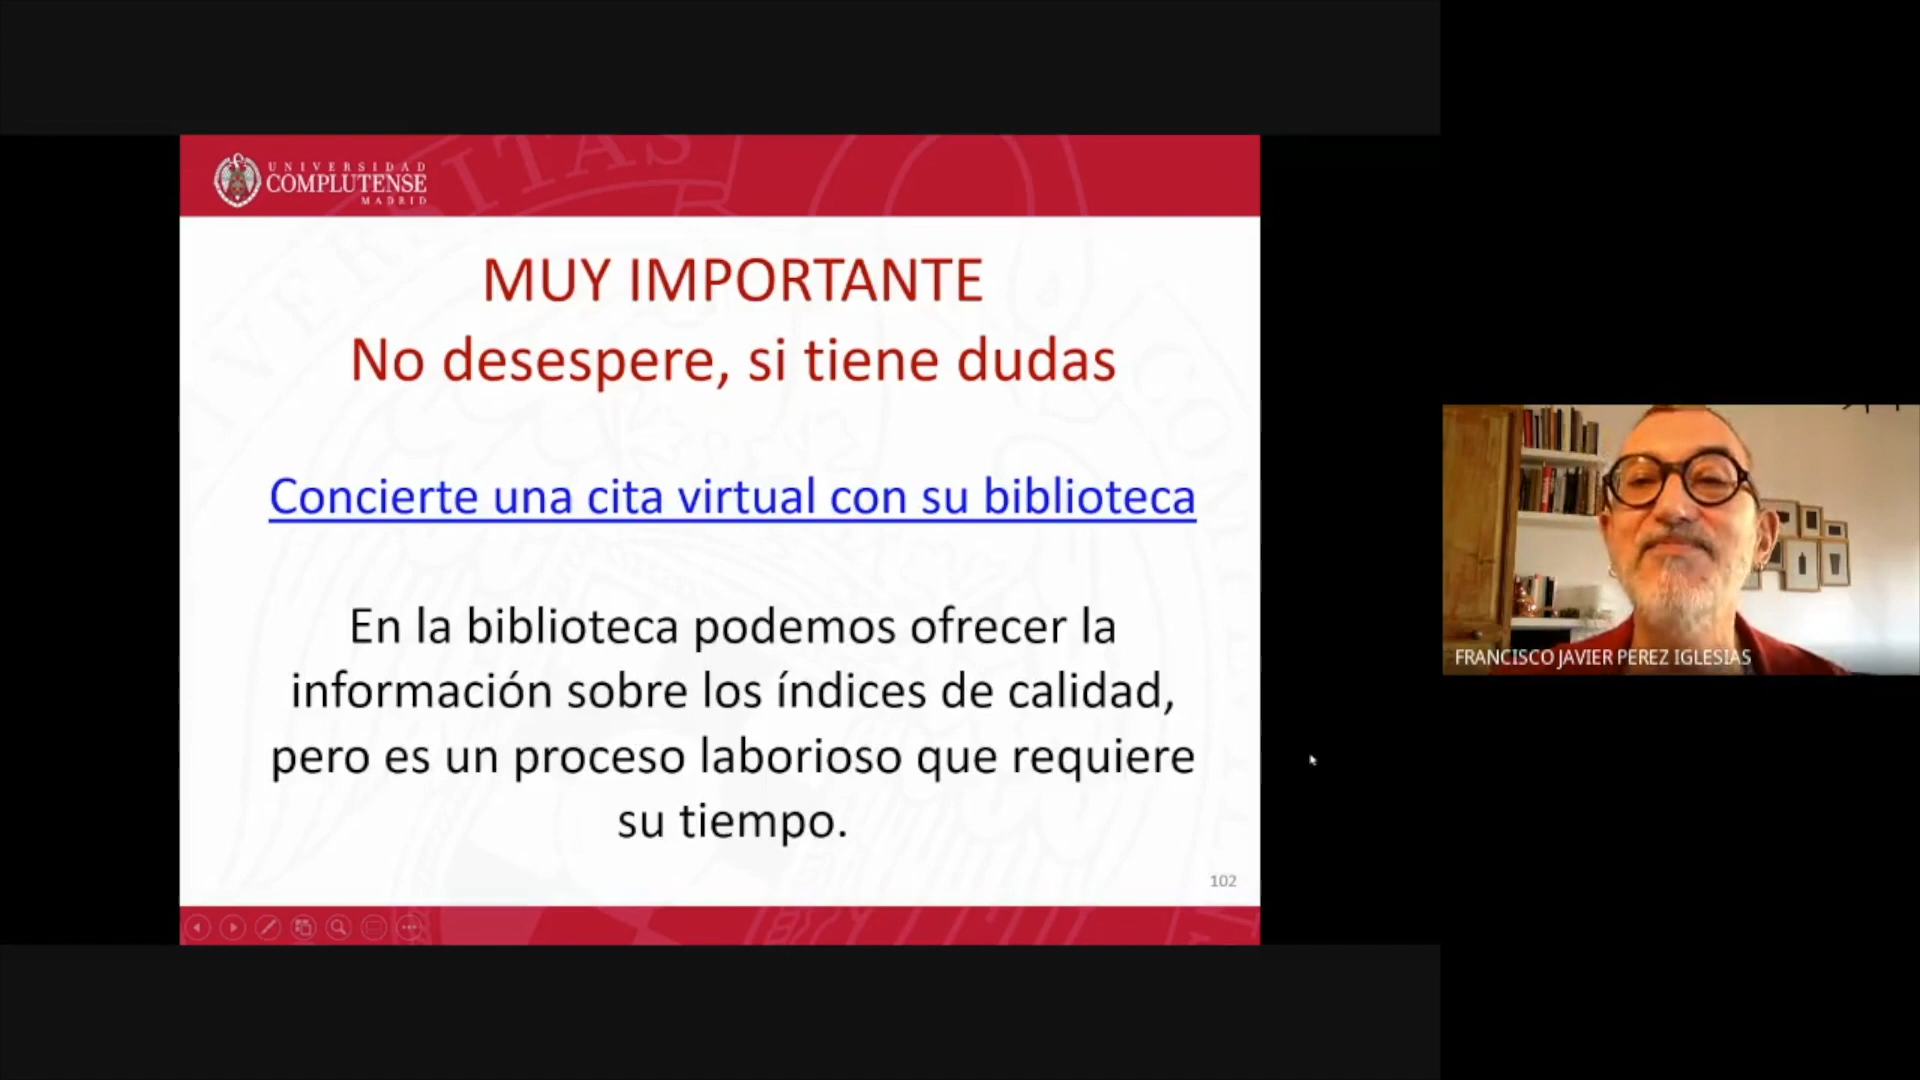 UNIVERSIDAD
COMPLUTENSE
MADRID
MUY IMPORTANTE
No desespere, si tiene dudas
Concierte una cita virtual con su biblioteca
En la biblioteca podemos ofrecer la
información sobre los índices de calidad,
pero es un proceso laborioso que requiere
su tiempo.
102
FRANCISCO JAVIER PEREZ IGLESIAS